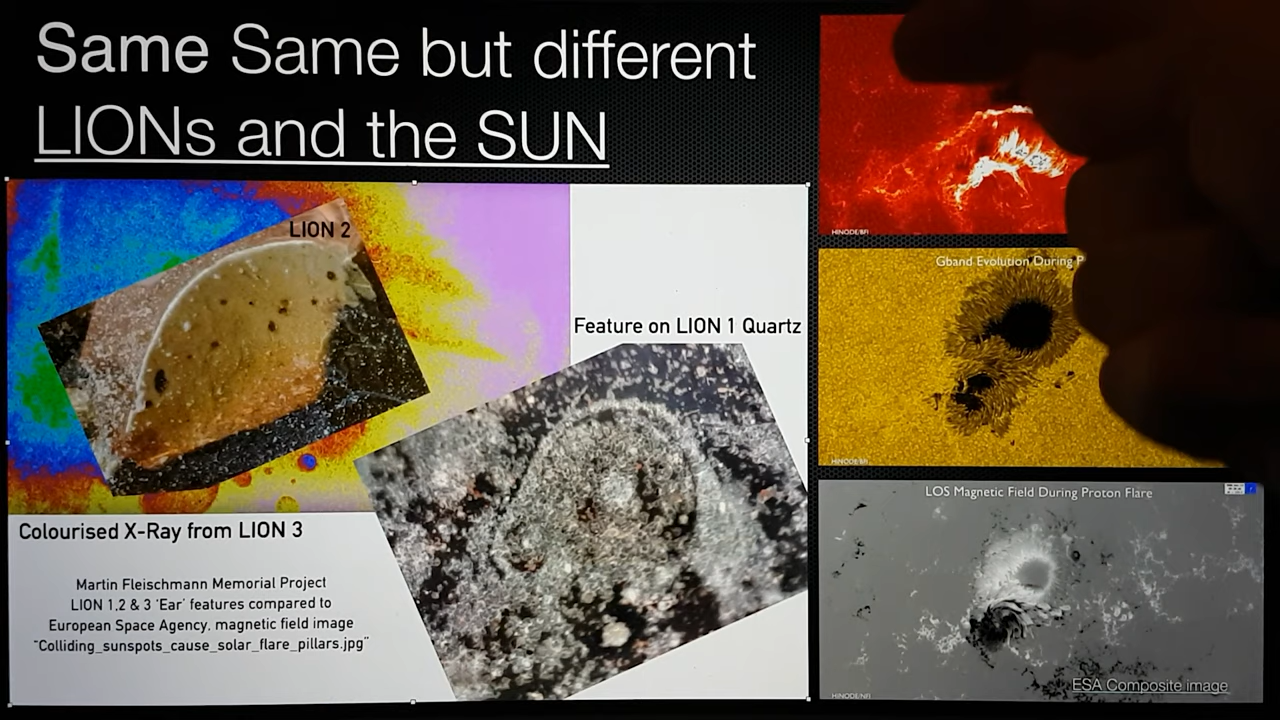 Same Same but different
LIONs and the SUN
LION 2
Feature on LION 1 Quartz
Colourised X-Ray from LION 3
Martin Fleischmann Memorial Project
LION 1,2 & 3 ‘Ear’ features compared to
European Space Agency, magnetic field image
“Colliding_sunspots_cause_solar_flare_pillars.jpg”
HINODE/BFI
Gband Evolution During P
HINODE/BFI
LOS Magnetic Field During Proton Flare
HINODE/NFI
ESA Composite image